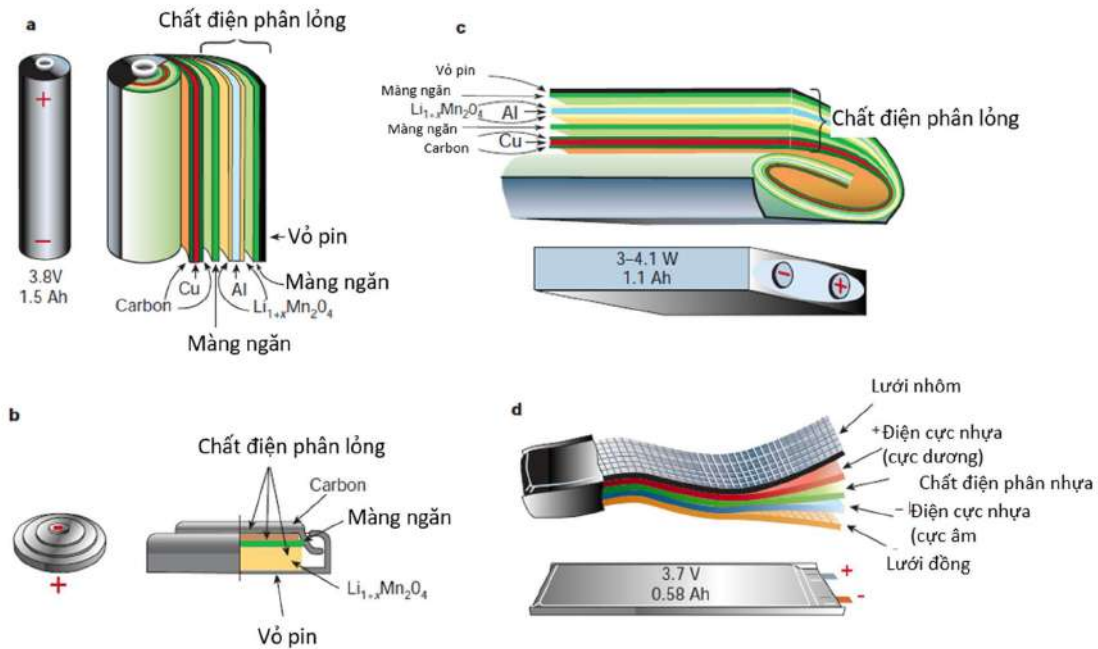 a
Chất điện phân lỏng
+
−
3.8V
1.5 Ah
Vỏ pin
Màng ngăn
Cu
Al
Carbon
Li1+xMn2O4
Màng ngăn
c
Vỏ pin
Màng ngăn
Li1+xMn2O4
Al
Màng ngăn
Cu
Carbon
Chất điện phân lỏng
3–4.1 W
1.1 Ah
−
+
b
Chất điện phân lỏng
Carbon
Màng ngăn
Li1+xMn2O4
Vỏ pin
−
+
d
Lưới nhôm
+Điện cực nhựa
(cực dương)
Chất điện phân nhựa
− Điện cực nhựa
(cực âm
Lưới đồng
3.7 V
0.58 Ah
+
-